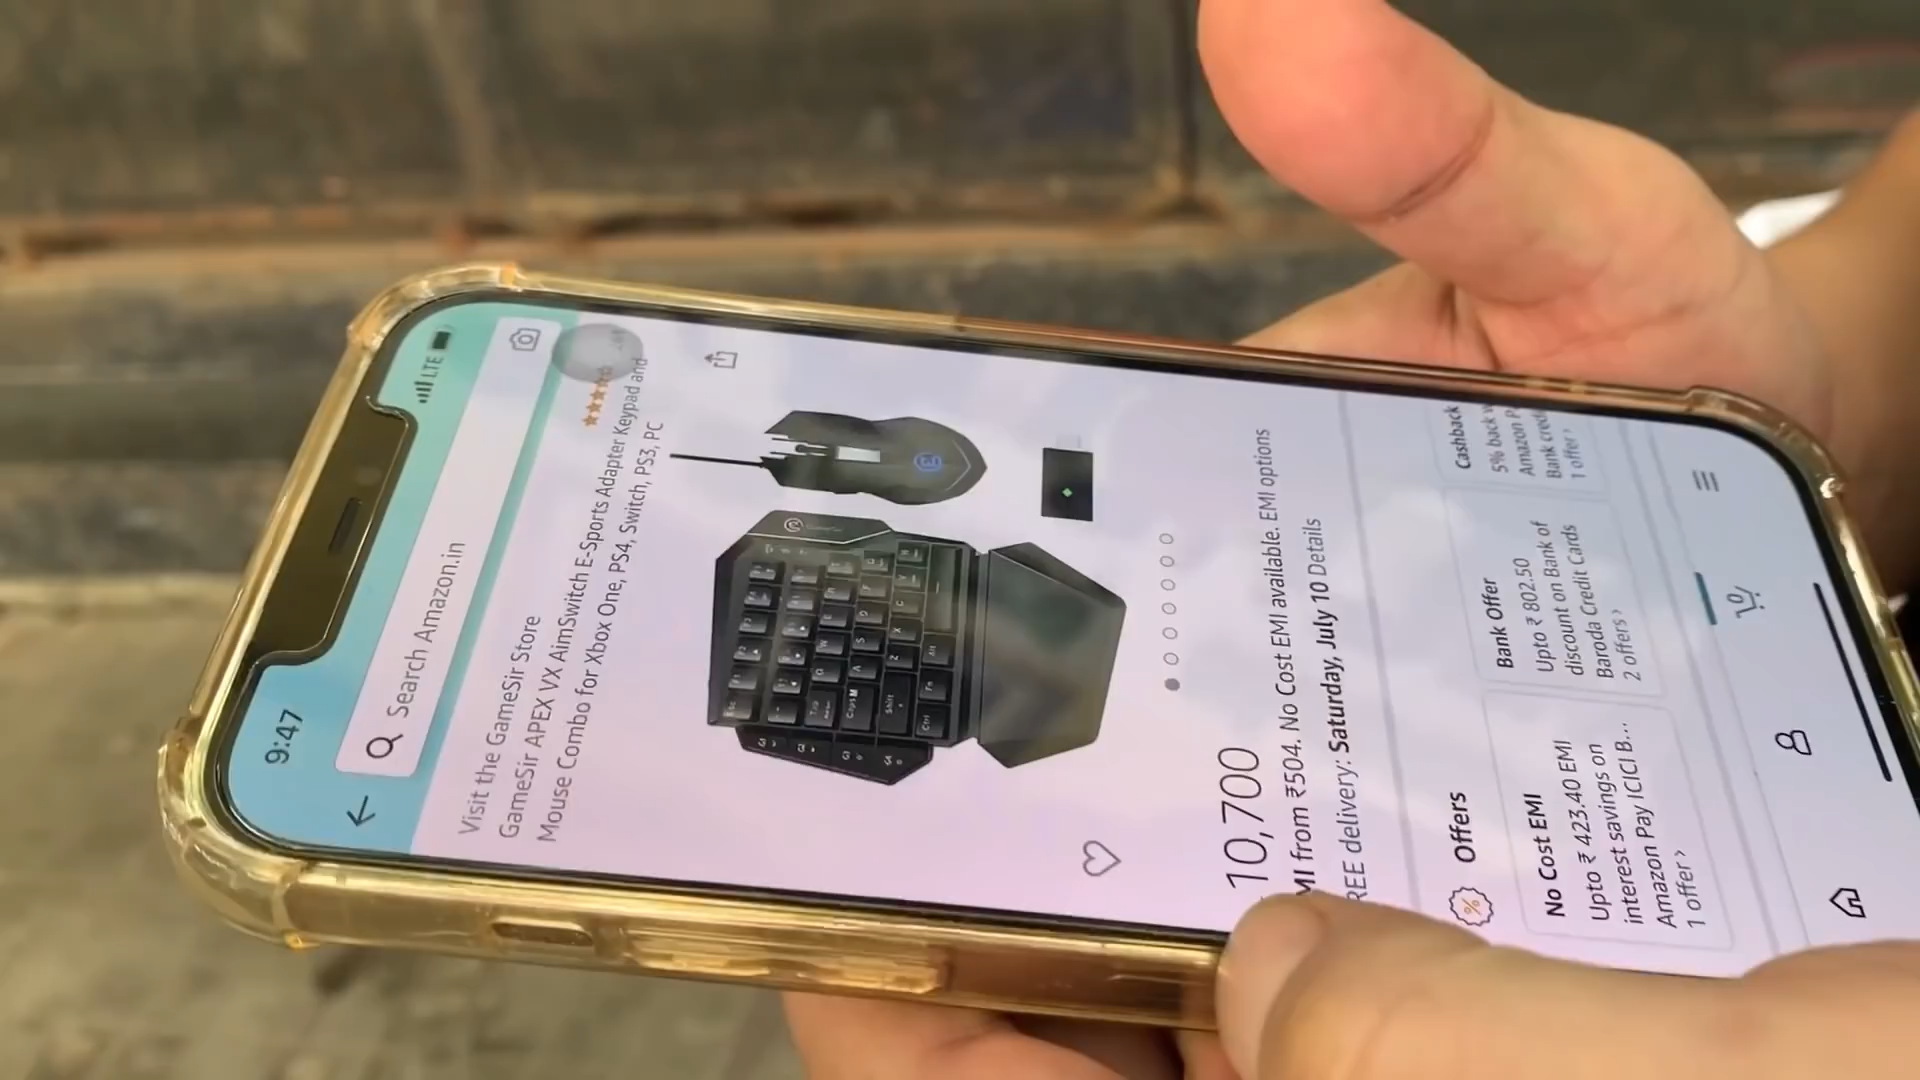 9:47
LTE
Search Amazon.in
Visit the GameSir Store
GameSir APEX VX AimSwitch E-Sports Adapter Keypad and
Mouse Combo for Xbox One, PS4, Switch, PS3, PC
10,700
MI from ₹504. No Cost EMI available. EMI options
REE delivery: Saturday, July 10 Details
Offers
No Cost EMI
Upto ₹ 423.40 EMI
interest savings on
Amazon Pay ICICI B...
1 offer ›
Bank Offer
Upto ₹ 802.50
discount on Bank of
Baroda Credit Cards
2 offers ›
Cashback
5% back
Amazon P
Bank cred
1 offer ›
0